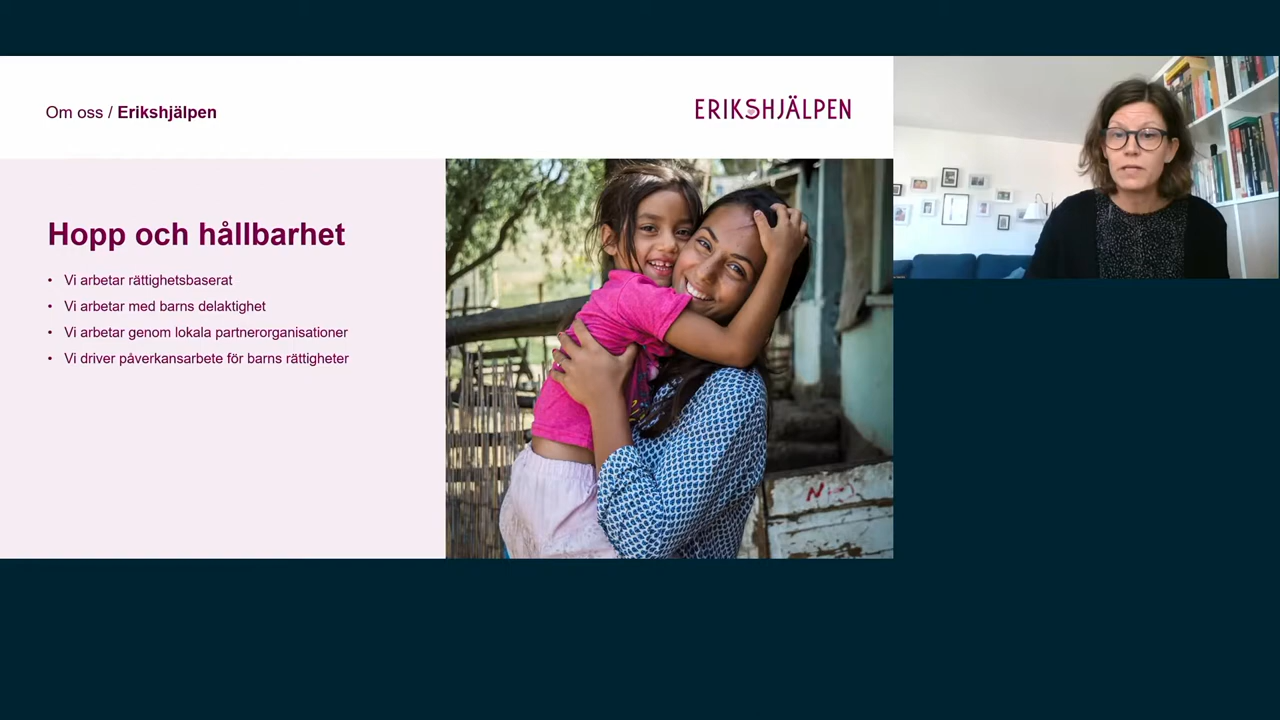 Om oss / Erikshjälpen
ERIKSHJÄLPEN
Hopp och hållbarhet
• Vi arbetar rättighetsbaserat
• Vi arbetar med barns delaktighet
• Vi arbetar genom lokala partnerorganisationer
• Vi driver påverkansarbete för barns rättigheter